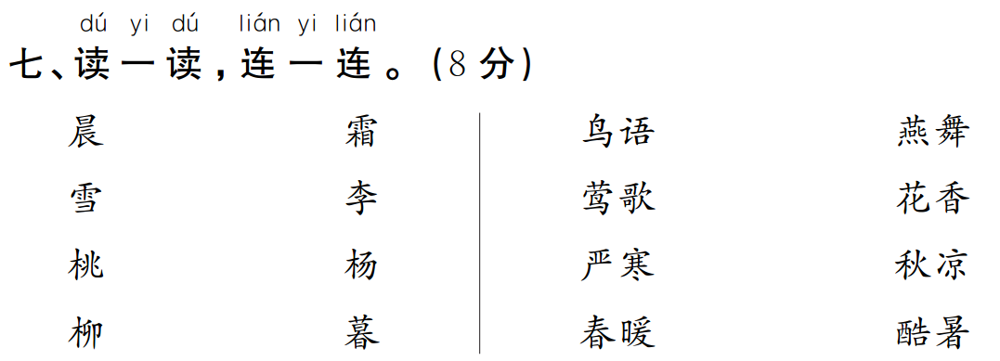 dú yi dú lián yi lián
七、读一读,连一连。(8分)
晨 霜 鸟语 燕舞
雪 李 莺歌 花香
桃 杨 严寒 秋凉
柳 暮 春暖 酷暑